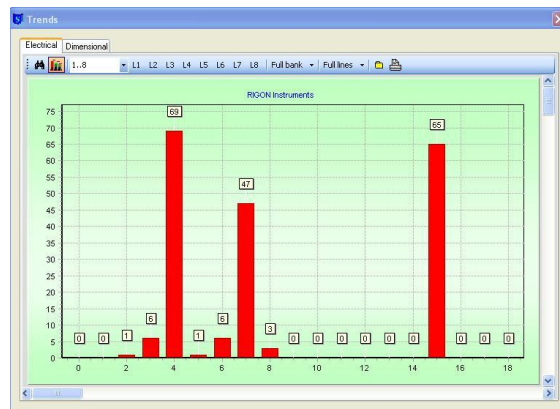 Trends
Electrical Dimensional
1..8 L1 L2 L3 L4 L5 L6 L7 L8 Full bank Full lines
RIGON Instruments
75
70
65
60
55
50
45
40
35
30
25
20
15
10
5
0
0 0 1 6 69 1 6 47 3 0 0 0 0 0 0 65 0 0 0
0 2 4 6 8 10 12 14 16 18